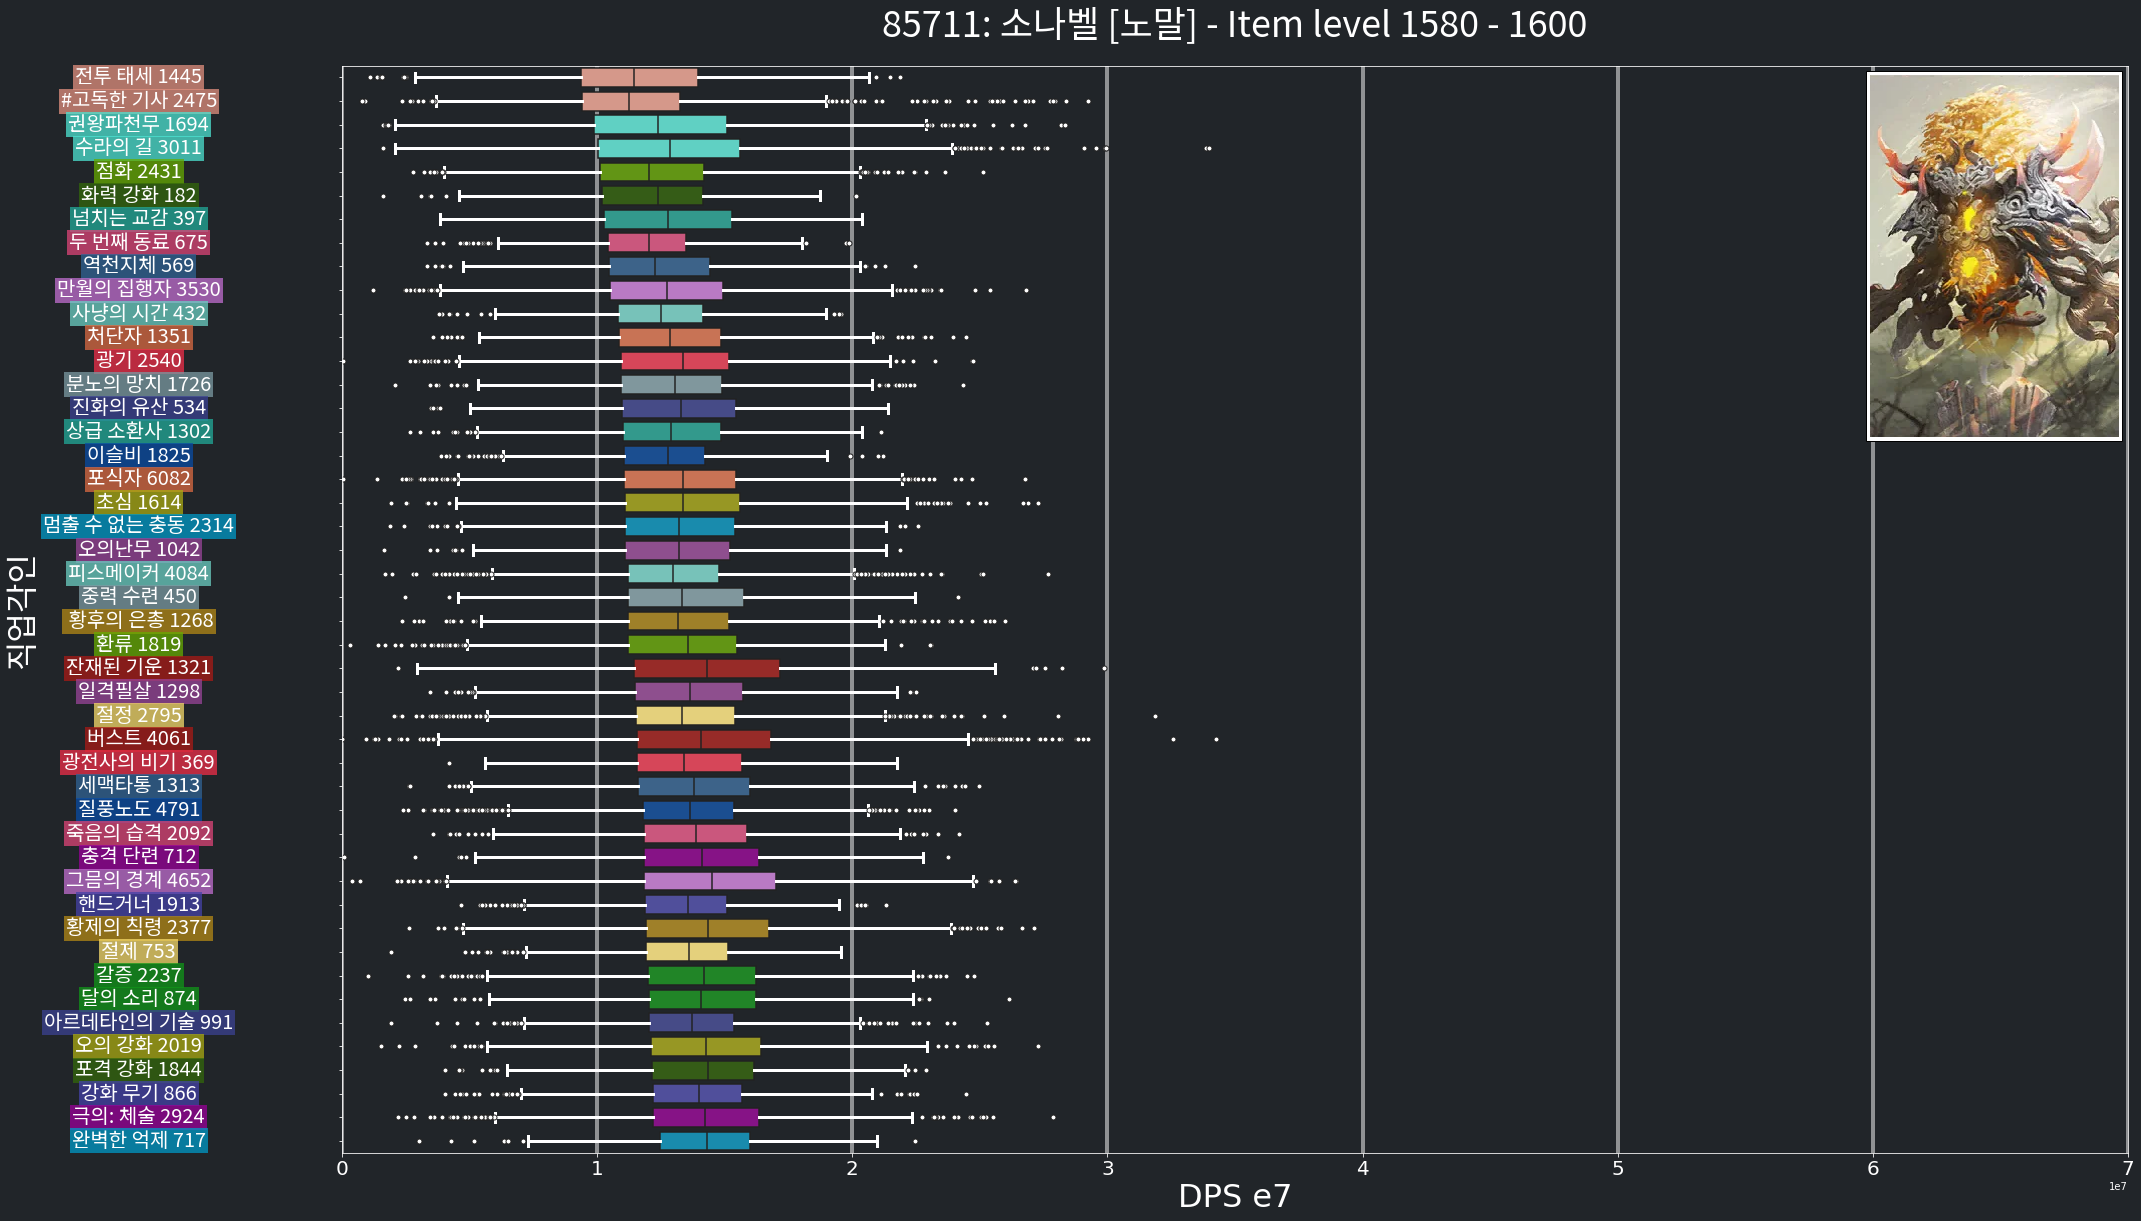 85711: 소나벨 [노말] - Item level 1580 - 1600
전투 태세 1445
#고독한 기사 2475
권왕파천무 1694
수라의 길 3011
점화 2431
화력 강화 182
넘치는 교감 397
두 번째 동료 675
역천지체 569
만월의 집행자 3530
사냥의 시간 432
처단자 1351
광기 2540
분노의 망치 1726
진화의 유산 534
상급 소환사 1302
이슬비 1825
포식자 6082
초심 1614
멈출 수 없는 충동 2314
오의난무 1042
피스메이커 4084
중력 수련 450
황후의 은총 1268
환류 1819
잔재된 기운 1321
일격필살 1298
절정 2795
버스트 4061
광전사의 비기 369
세맥타통 1313
질풍노도 4791
죽음의 습격 2092
충격 단련 712
그믐의 경계 4652
핸드거너 1913
황제의 칙령 2377
절제 753
갈증 2237
달의 소리 874
아르데타인의 기술 991
오의 강화 2019
포격 강화 1844
강화 무기 866
극의: 체술 2924
완벽한 억제 717
직업각인
0 1 2 3 4 5 6 7
DPS e7
1e7